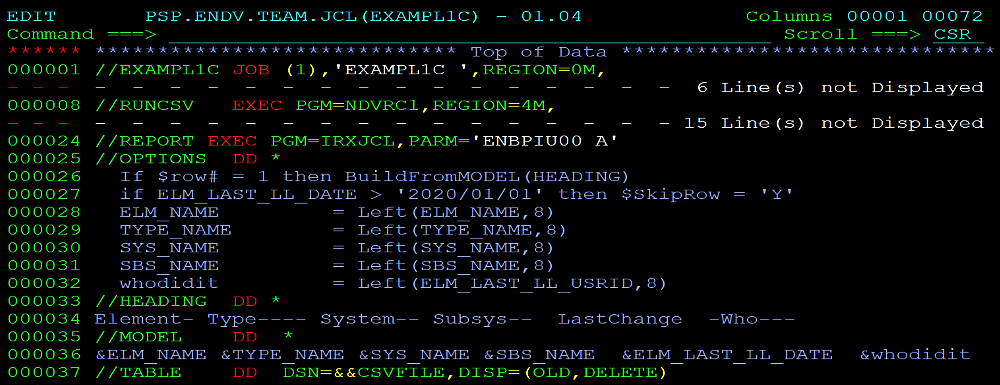 EDIT       PSP.ENDV.TEAM.JCL(EXAMPL1C) - 01.04             Columns 00001 00072
Command ===>                                                  Scroll ===> CSR
****** ***************************** Top of Data ******************************
000001 //EXAMPL1C JOB (1),'EXAMPL1C ',REGION=0M,
- - -  -  -  -  -  -  -  -  -  -  -  -  -  -  -  -  -  6 Line(s) not Displayed
000008 //RUNCSV   EXEC PGM=NDVRC1,REGION=4M,
- - -  -  -  -  -  -  -  -  -  -  -  -  -  -  -  -  - 15 Line(s) not Displayed
000024 //REPORT EXEC PGM=IRXJCL,PARM='ENBPIU00 A'
000025 //OPTIONS  DD *
000026   If $row# = 1 then BuildFromMODEL(HEADING)
000027   if ELM_LAST_LL_DATE > '2020/01/01' then $SkipRow = 'Y'
000028   ELM_NAME         = Left(ELM_NAME,8)
000029   TYPE_NAME        = Left(TYPE_NAME,8)
000030   SYS_NAME         = Left(SYS_NAME,8)
000031   SBS_NAME         = Left(SBS_NAME,8)
000032   whodidit         = Left(ELM_LAST_LL_USRID,8)
000033 //HEADING  DD *
000034 Element- Type---- System-- Subsys--  LastChange  -Who---
000035 //MODEL    DD  *
000036 &ELM_NAME &TYPE_NAME &SYS_NAME &SBS_NAME  &ELM_LAST_LL_DATE  &whodidit
000037 //TABLE    DD  DSN=&&CSVFILE,DISP=(OLD,DELETE)